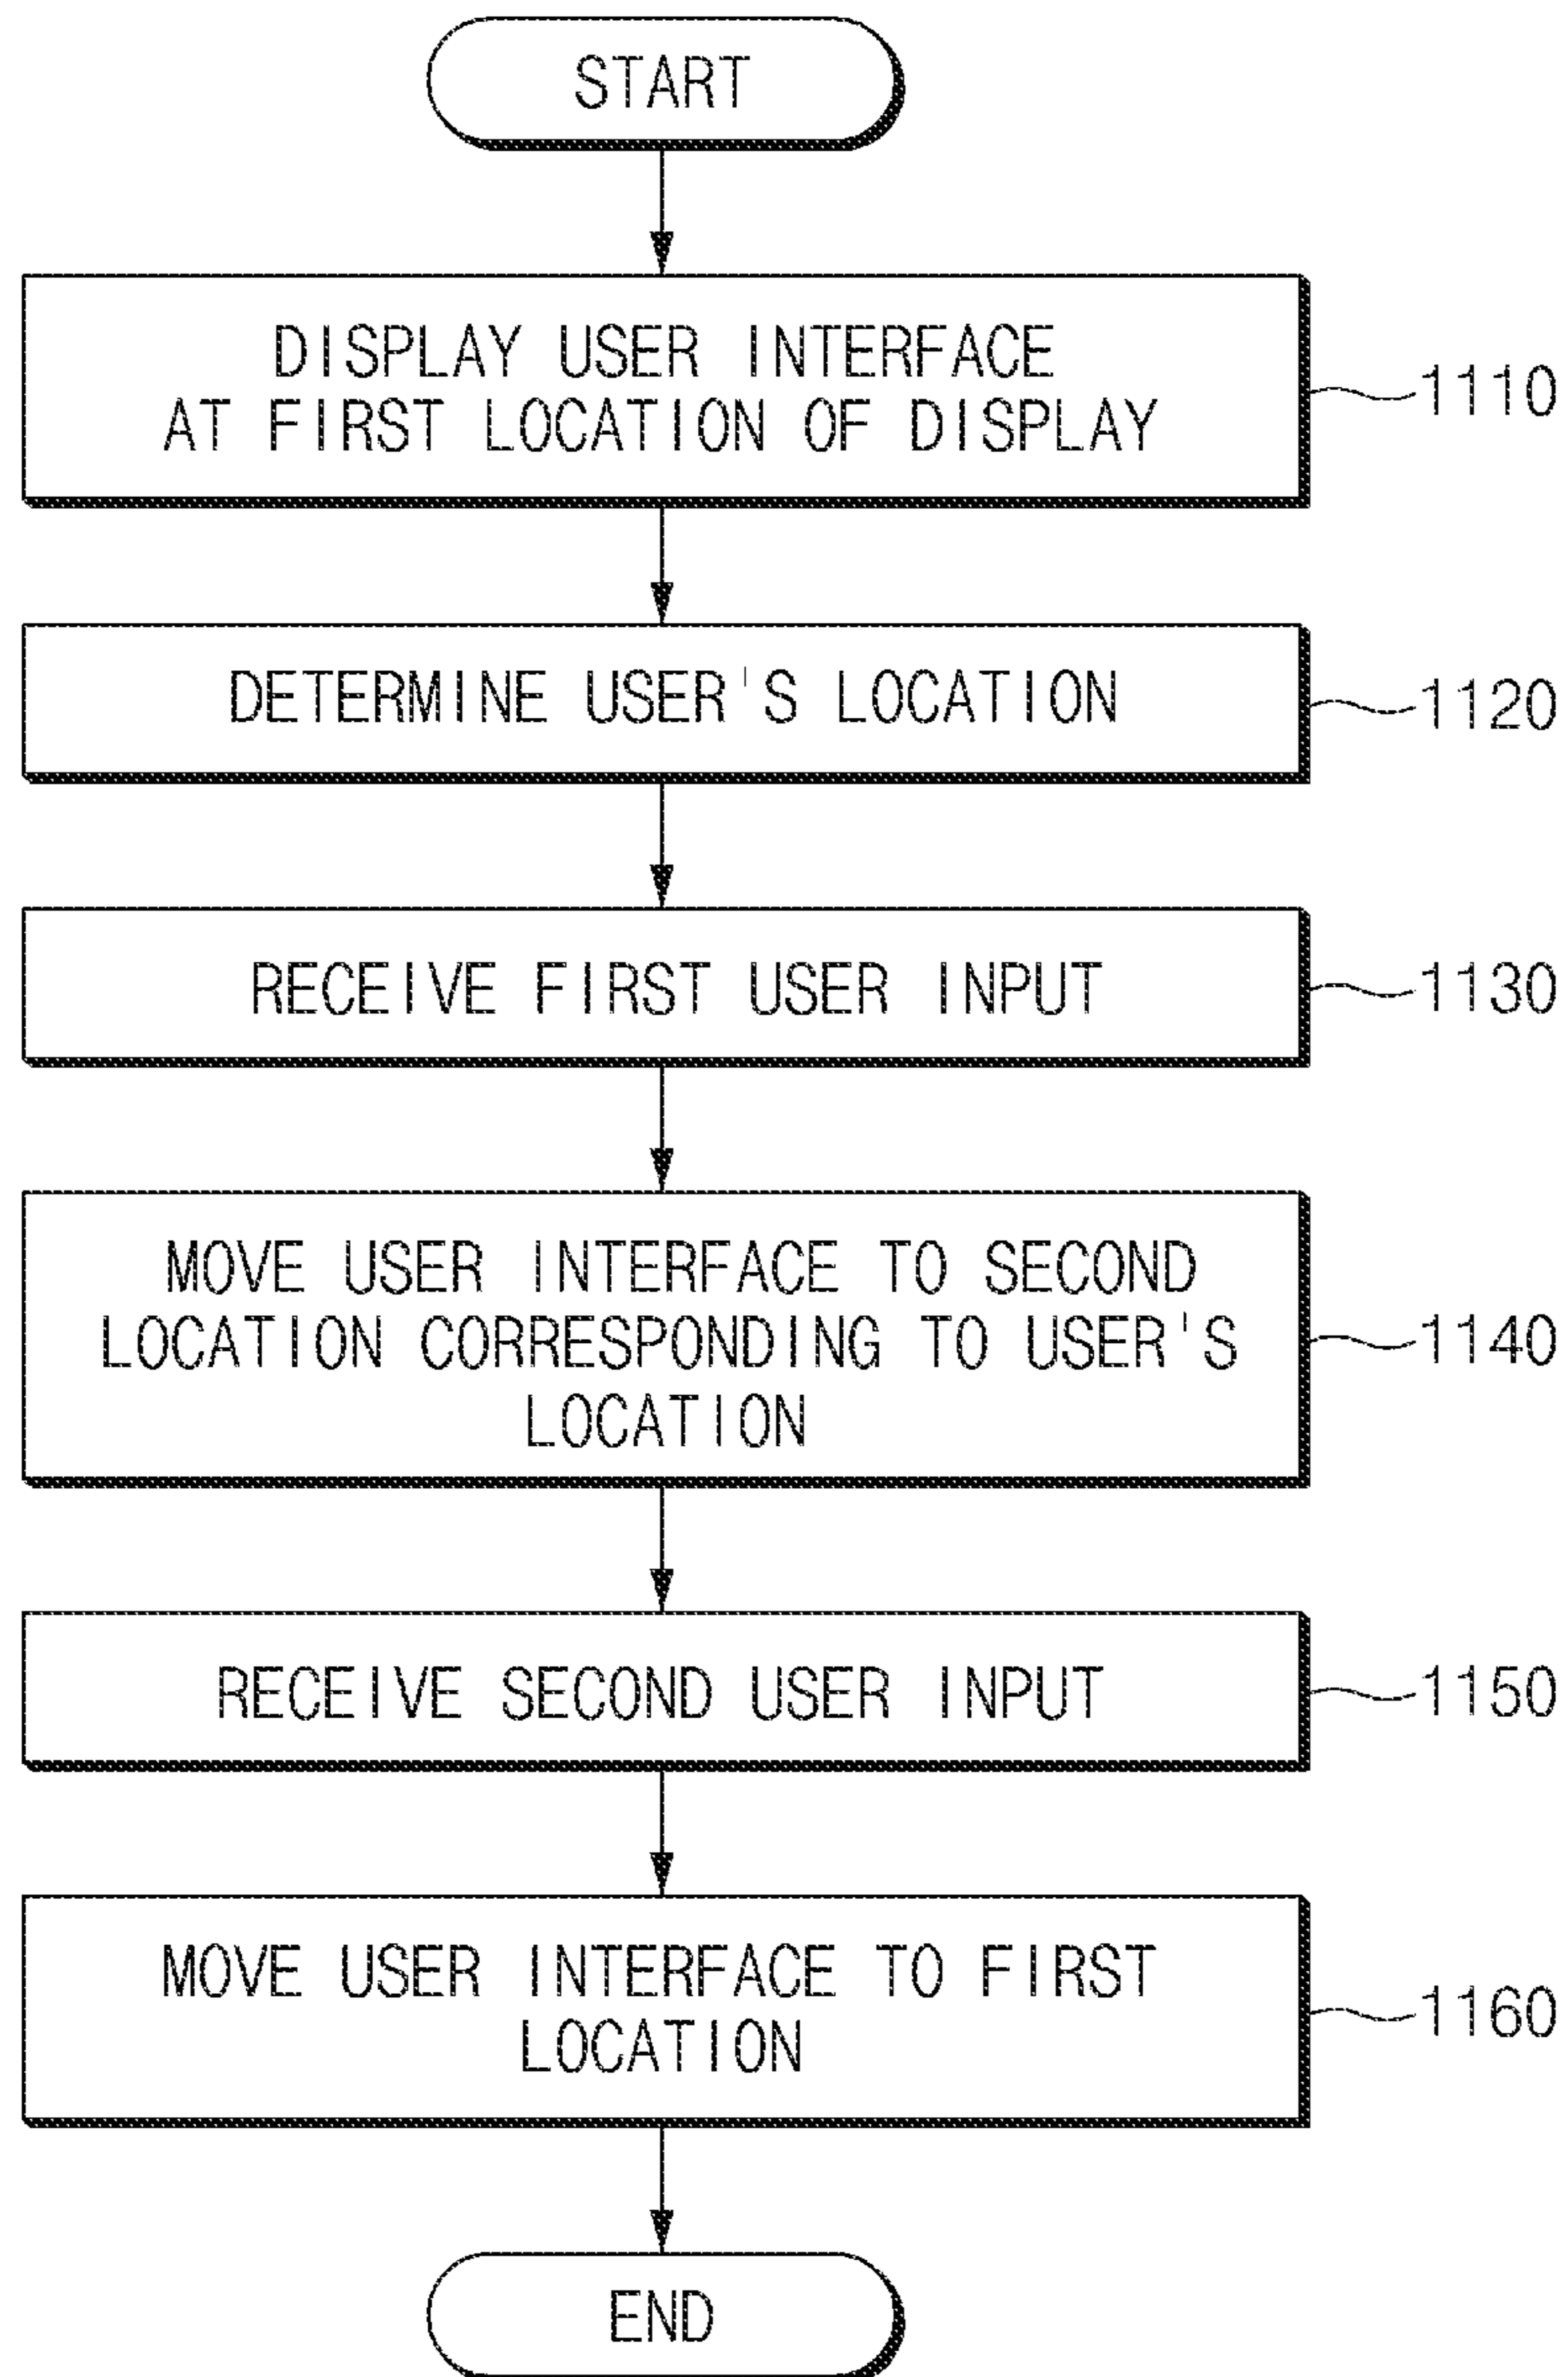 START
DISPLAY USER INTERFACE
AT FIRST LOCATION OF DISPLAY
1110
DETERMINE USER'S LOCATION
1120
RECEIVE FIRST USER INPUT
1130
MOVE USER INTERFACE TO SECOND
LOCATION CORRESPONDING TO USER'S
LOCATION
1140
RECEIVE SECOND USER INPUT
1150
MOVE USER INTERFACE TO FIRST
LOCATION
1160
END